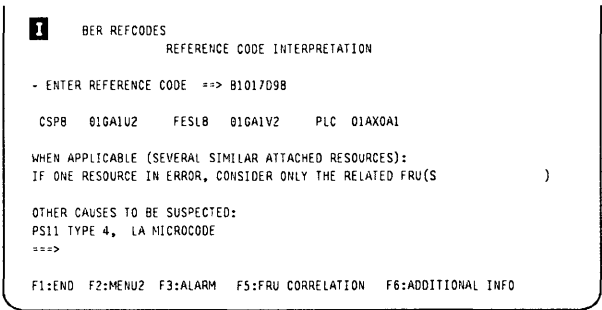 I BER REFCODES
REFERENCE CODE INTERPRETATION
- ENTER REFERENCE CODE ==> B1017D9B
CSPB 01GA1U2 FESLB 01GA1V2 PLC 01AXOA1
WHEN APPLICABLE (SEVERAL SIMILAR ATTACHED RESOURCES):
IF ONE RESOURCE IN ERROR, CONSIDER ONLY THE RELATED FRU(S )
OTHER CAUSES TO BE SUSPECTED:
PS11 TYPE 4, LA MICROCODE
===>
F1:END F2:MENU2 F3:ALARM F5:FRU CORRELATION F6:ADDITIONAL INFO